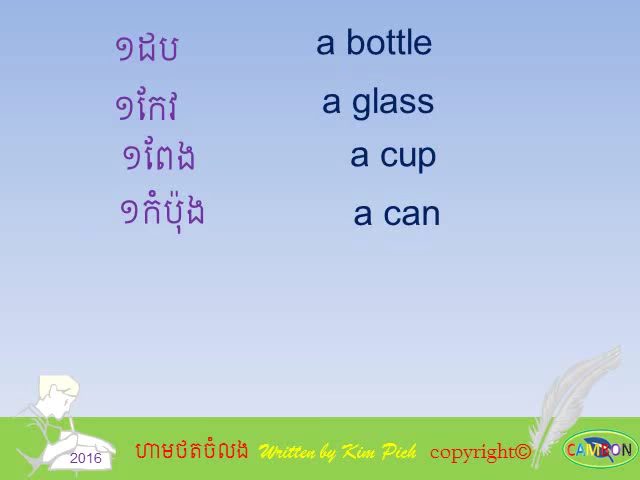 ១ដប a bottle
១កែវ a glass
១ពែង a cup
១កំប៉ុង a can
2016 ហាមថតចំលង Written by Kim Pich copyright© CAMBON